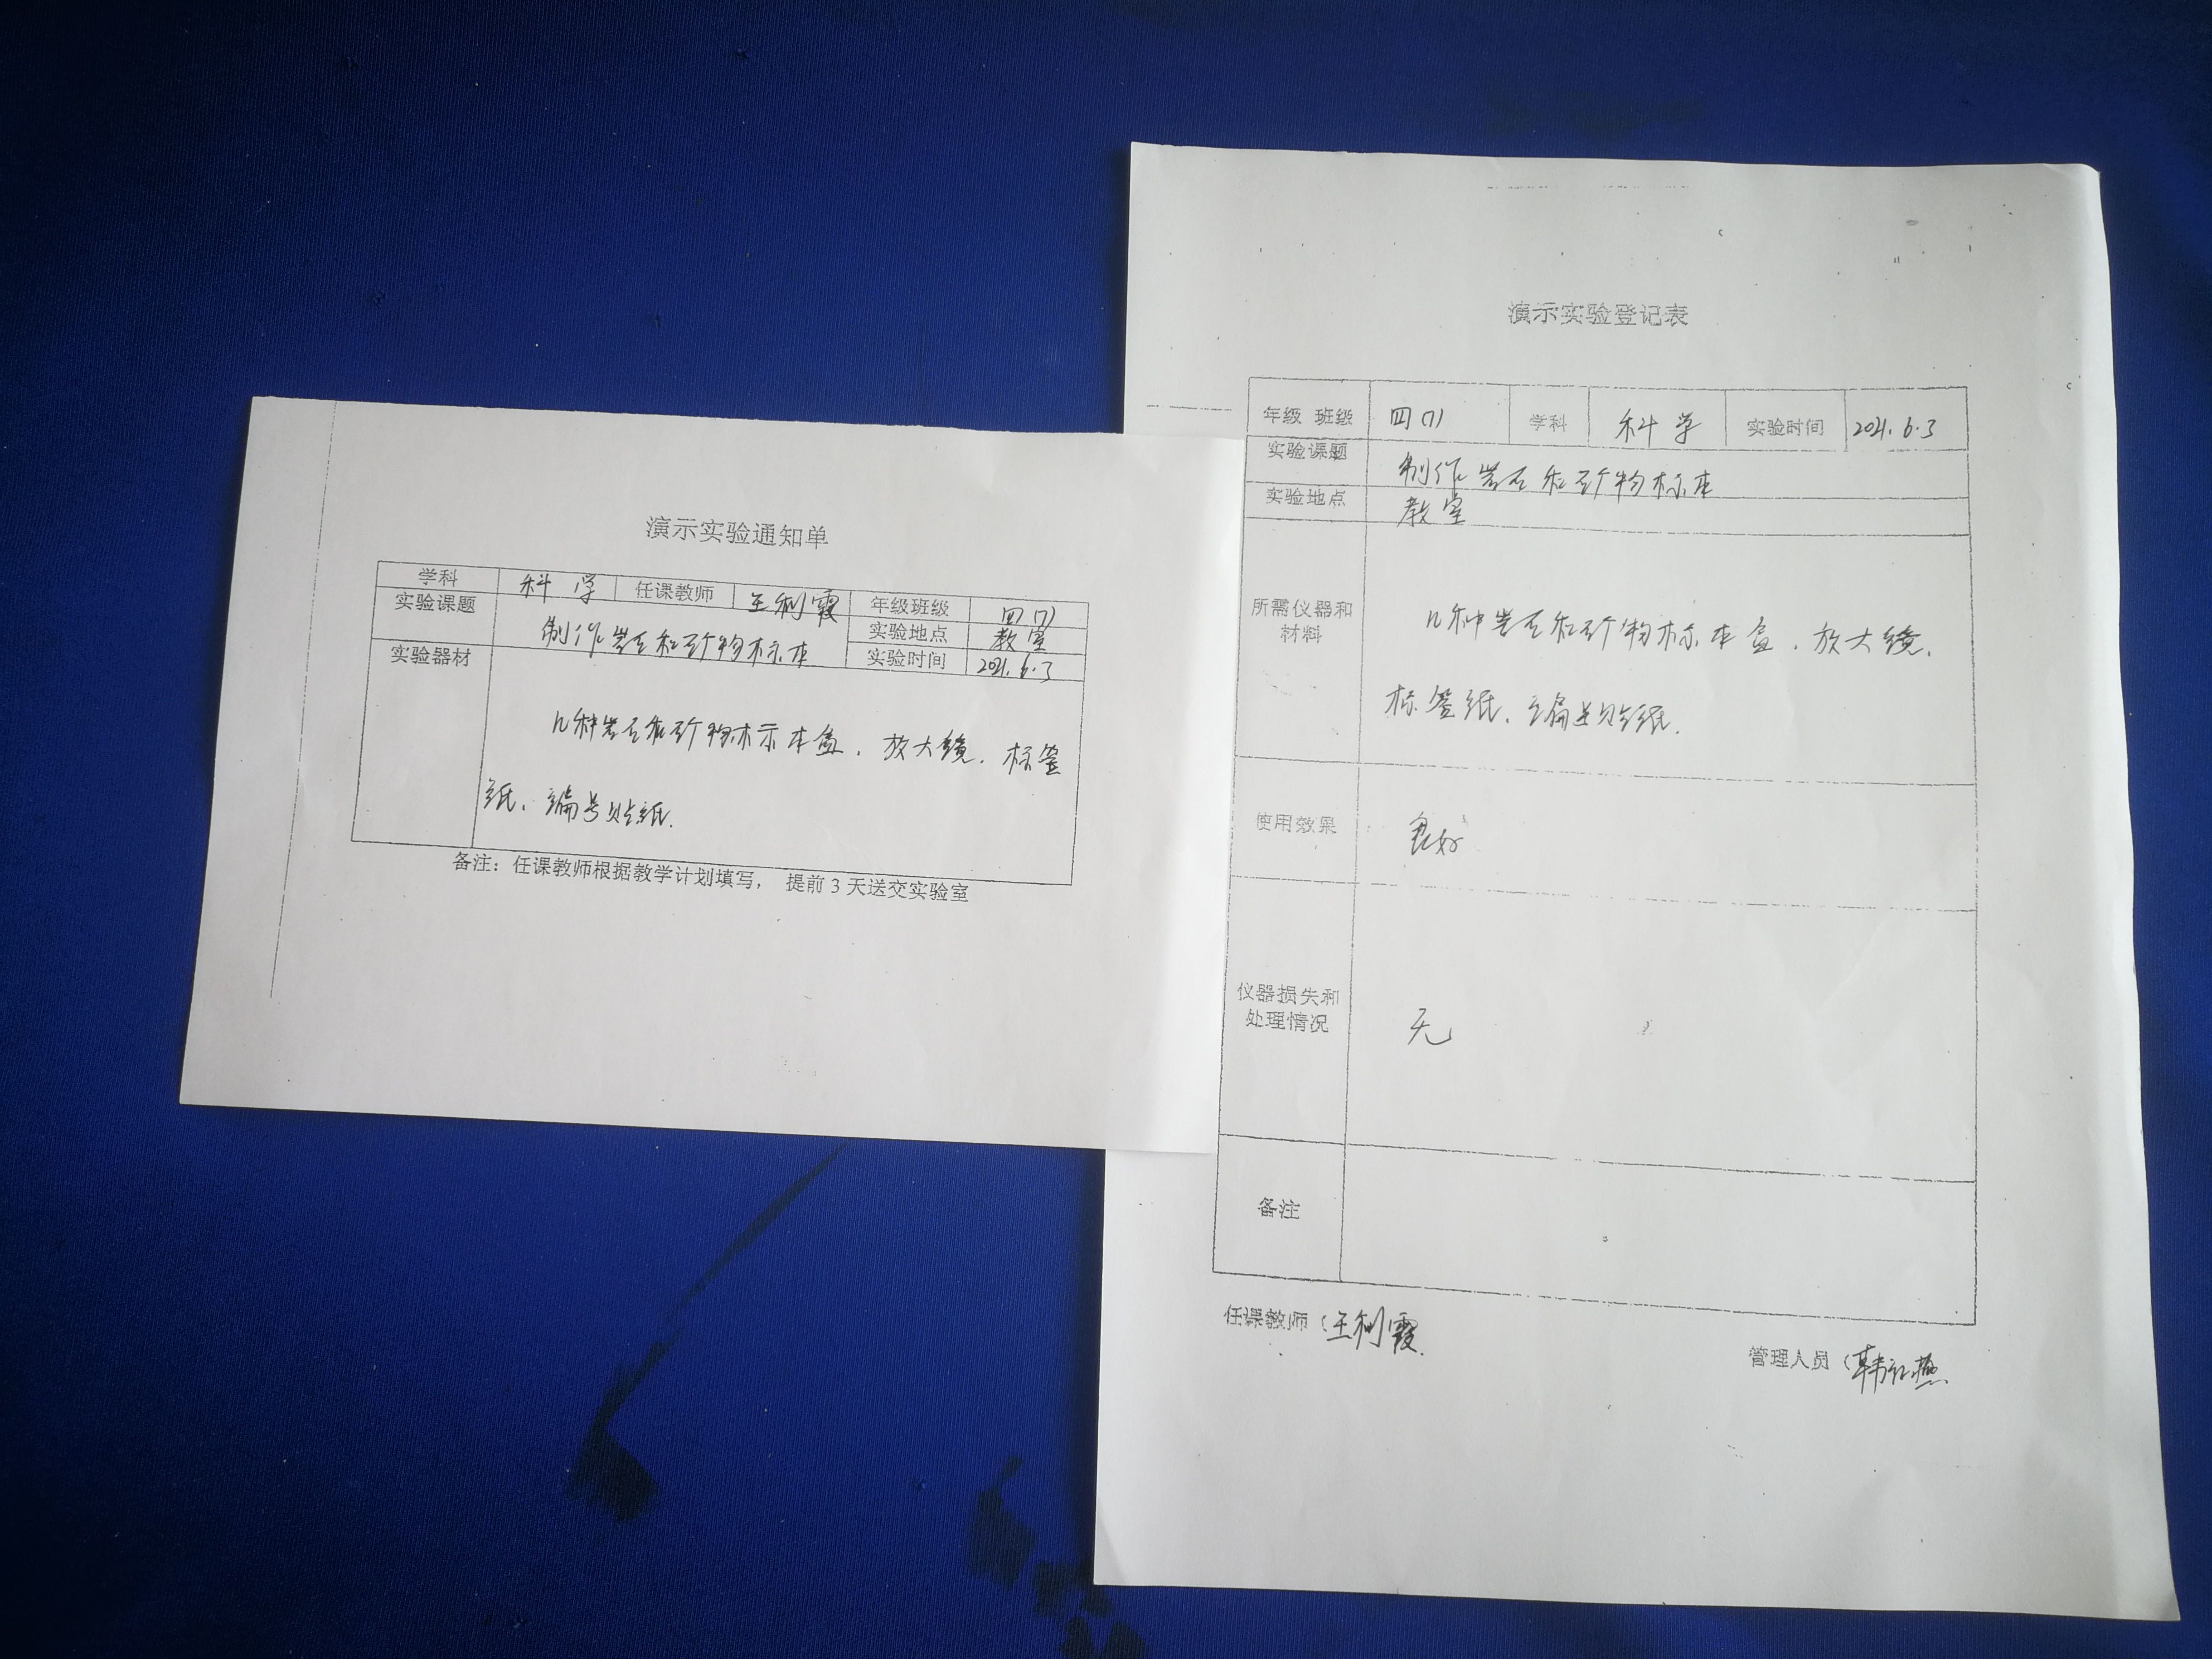 演示实验通知单
学科 科学 任课教师 王利霞 年级班级 四(1)
实验课题 制作岩石和矿物标本 实验地点 教室
实验时间 2021.6.3
实验器材 几种岩石和矿物标本盒、放大镜、标签
纸、编号贴纸.
备注：任课教师根据教学计划填写， 提前3天送交实验室
演示实验登记表
年级 班级 四(1) 学科 科学 实验时间 2021.6.3
实验课题 制作岩石和矿物标本
实验地点 教室
所需仪器和
材料
几种岩石和矿物标本盒、放大镜、
标签纸、编号贴纸.
使用效果 良好
仪器损失和
处理情况
无
备注
任课教师（王利霞
管理人员（韩红燕